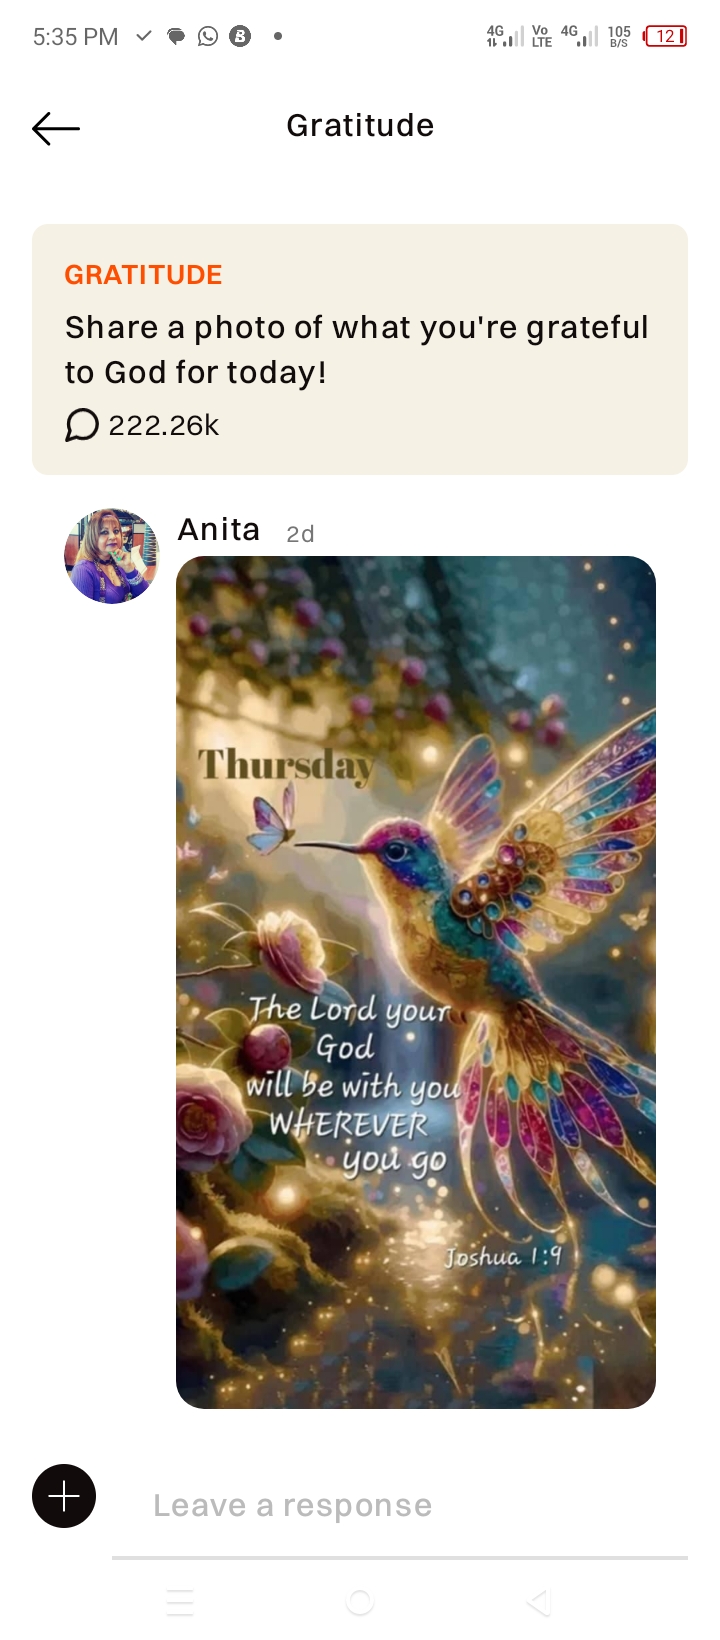 5:35 PM
4G
Vo
LTE
4G
105
B/S
12
Gratitude
GRATITUDE
Share a photo of what you're grateful
to God for today!
222.26k
Anita 2d
Thursday
The Lord your
God
will be with you
WHEREVER
you go
Joshua 1:9
Leave a response